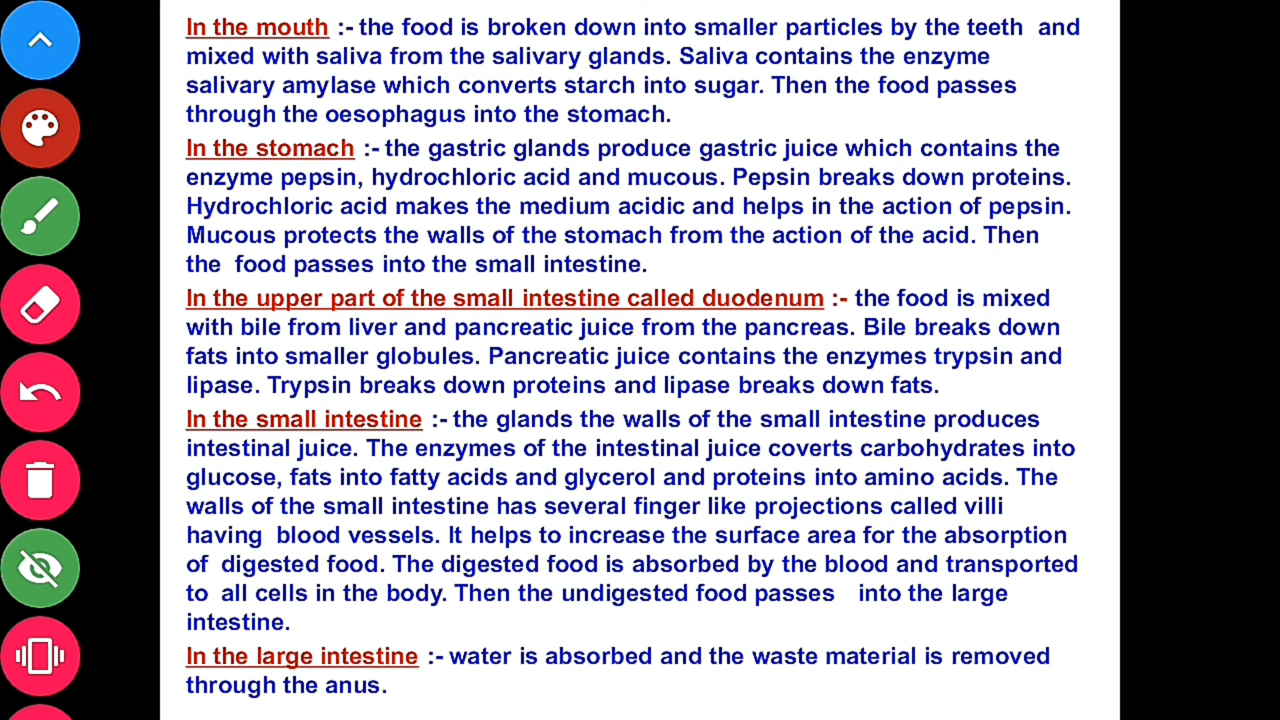 In the mouth :- the food is broken down into smaller particles by the teeth and
mixed with saliva from the salivary glands. Saliva contains the enzyme
salivary amylase which converts starch into sugar. Then the food passes
through the oesophagus into the stomach.
In the stomach :- the gastric glands produce gastric juice which contains the
enzyme pepsin, hydrochloric acid and mucous. Pepsin breaks down proteins.
Hydrochloric acid makes the medium acidic and helps in the action of pepsin.
Mucous protects the walls of the stomach from the action of the acid. Then
the food passes into the small intestine.
In the upper part of the small intestine called duodenum :- the food is mixed
with bile from liver and pancreatic juice from the pancreas. Bile breaks down
fats into smaller globules. Pancreatic juice contains the enzymes trypsin and
lipase. Trypsin breaks down proteins and lipase breaks down fats.
In the small intestine :- the glands the walls of the small intestine produces
intestinal juice. The enzymes of the intestinal juice coverts carbohydrates into
glucose, fats into fatty acids and glycerol and proteins into amino acids. The
walls of the small intestine has several finger like projections called villi
having blood vessels. It helps to increase the surface area for the absorption
of digested food. The digested food is absorbed by the blood and transported
to all cells in the body. Then the undigested food passes into the large
intestine.
In the large intestine :- water is absorbed and the waste material is removed
through the anus.